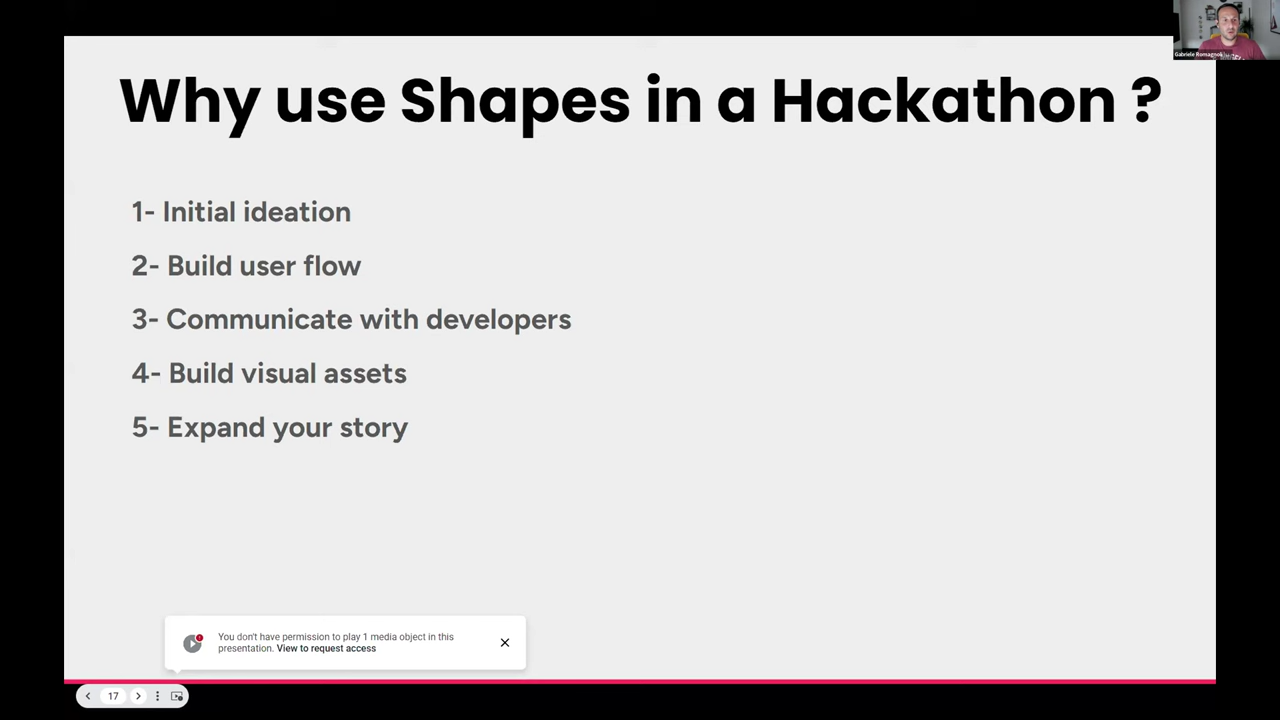 Why use Shapes in a Hackathon ?
Gabriele Romagnoli
1- Initial ideation
2- Build user flow
3- Communicate with developers
4- Build visual assets
5- Expand your story
You don't have permission to play 1 media object in this
presentation. View to request access
17